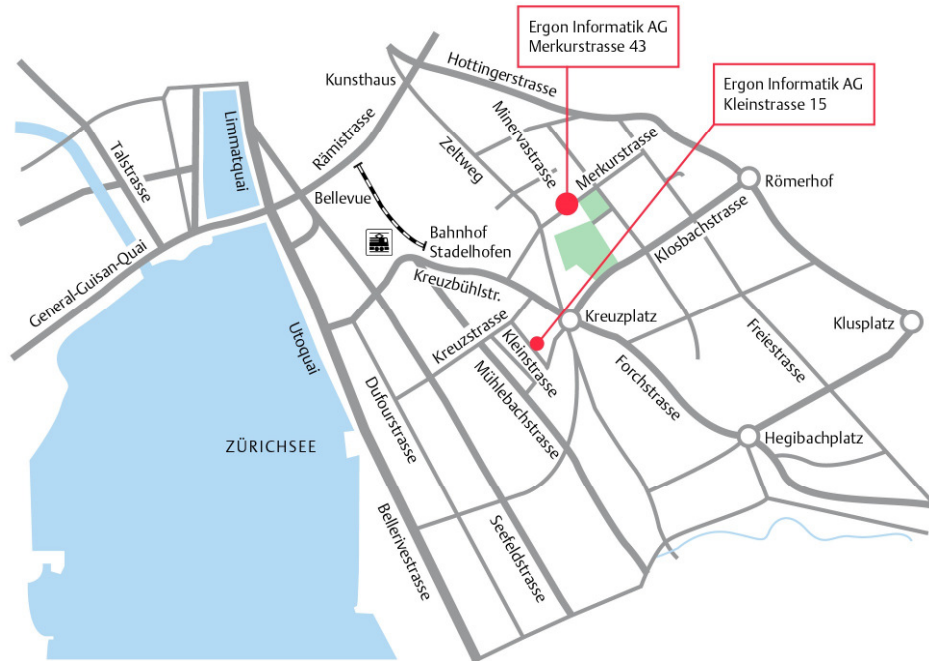 Ergon Informatik AG
Merkurstrasse 43
Ergon Informatik AG
Kleinstrasse 15
Kunsthaus
Hottingerstrasse
Limmatquai
Talstrasse
Rämistrasse
Zeltweg
Minervastrasse
Merkurstrasse
Römerhof
Bellevue
Bahnhof
Stadelhofen
Klosbachstrasse
General-Guisan-Quai
Kreuzbühlstr.
Utoquai
Kreuzstrasse
Kleinstrasse
Kreuzplatz
Klusplatz
Freiestrasse
Forchstrasse
Dufourstrasse
Mühlebachstrasse
ZÜRICHSEE
Hegibachplatz
Bellerivestrasse
Seefeldstrasse